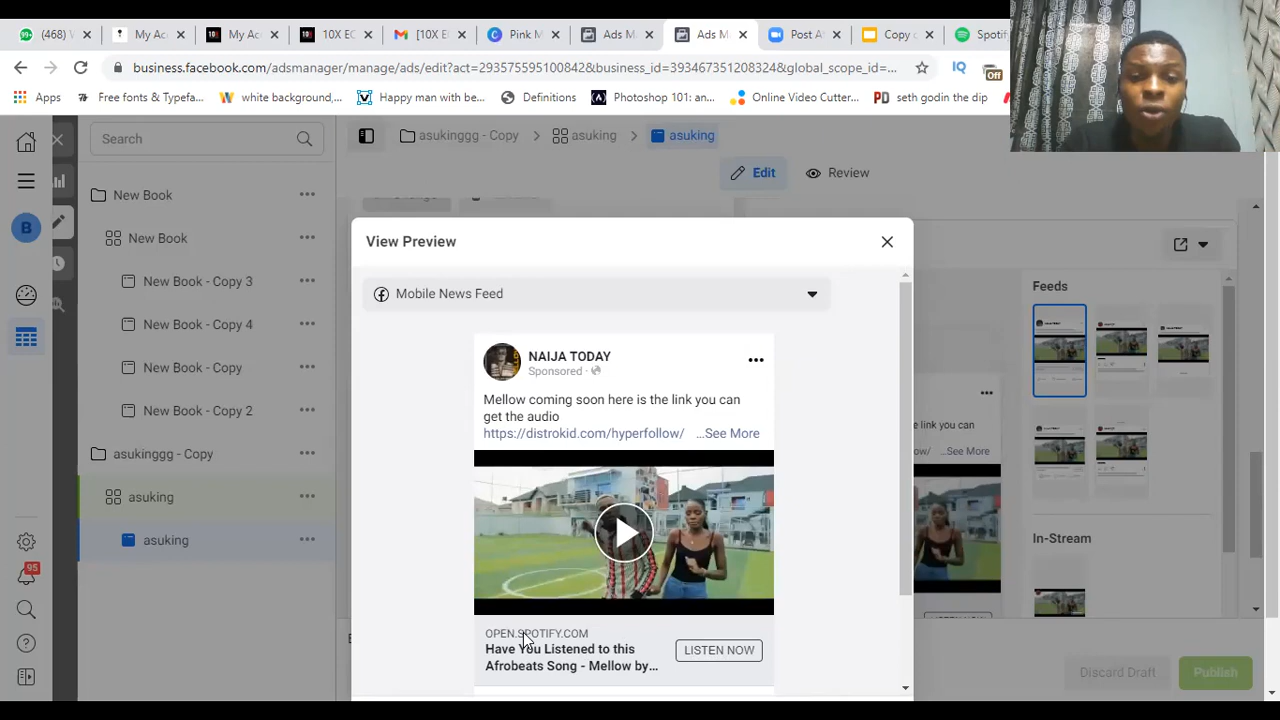 (468) W
My Ac
My Ac
10X EC
[10X E
Pink M
Ads M
Ads M
Post A
Copy o
Spotif
business.facebook.com/adsmanager/manage/ads/edit?act=293575595100842&business_id=393467351208324&global_scope_id=...
IQ
Off
Apps
Free fonts & Typefa...
white background,...
Happy man with be...
Definitions
Photoshop 101: an...
Online Video Cutter...
seth godin the dip
Search
asukinggg - Copy
asuking
asuking
Edit
Review
New Book
New Book
New Book - Copy 3
New Book - Copy 4
New Book - Copy
New Book - Copy 2
asukinggg - Copy
asuking
asuking
B
95
View Preview
Mobile News Feed
NAIJA TODAY
Sponsored ·
Mellow coming soon here is the link you can
get the audio
https://distrokid.com/hyperfollow/ ...See More
OPEN.SPOTIFY.COM
Have You Listened to this
Afrobeats Song - Mellow by...
LISTEN NOW
e link you can
ow/ ...See More
Feeds
In-Stream
Discard Draft
Publish